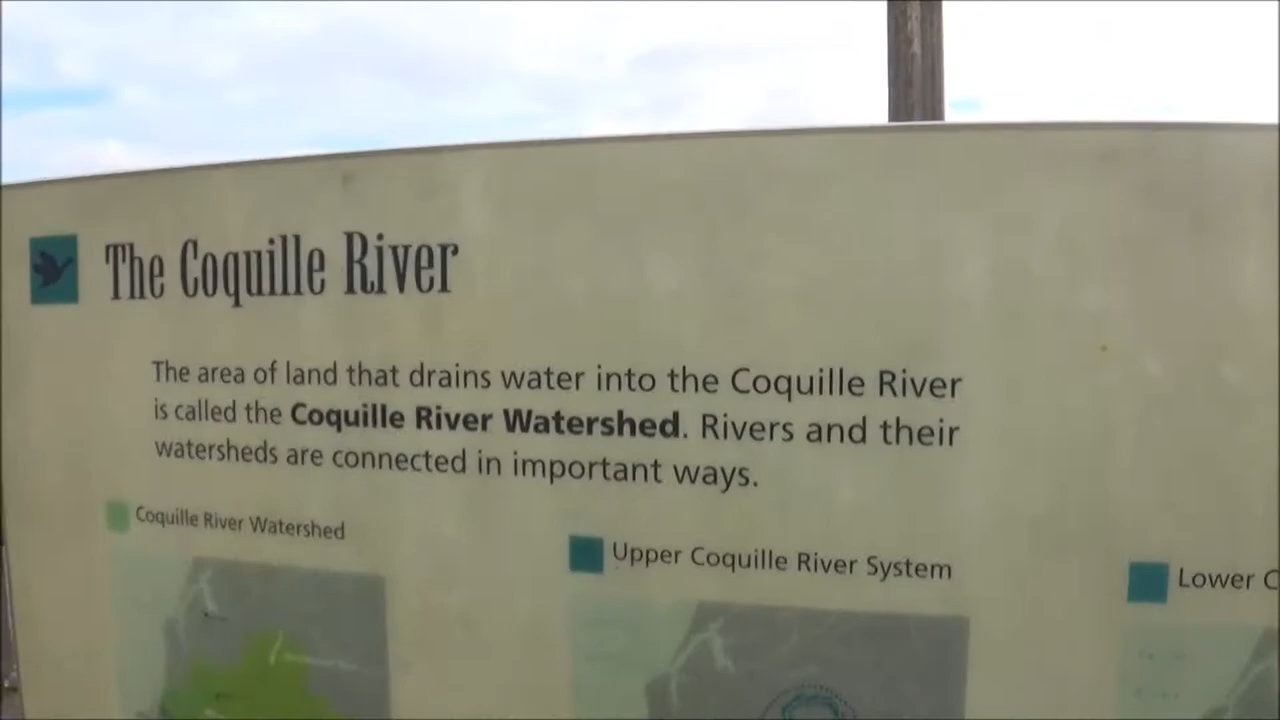 The Coquille River
The area of land that drains water into the Coquille River
is called the Coquille River Watershed. Rivers and their
watersheds are connected in important ways.
Coquille River Watershed
Upper Coquille River System
Lower C